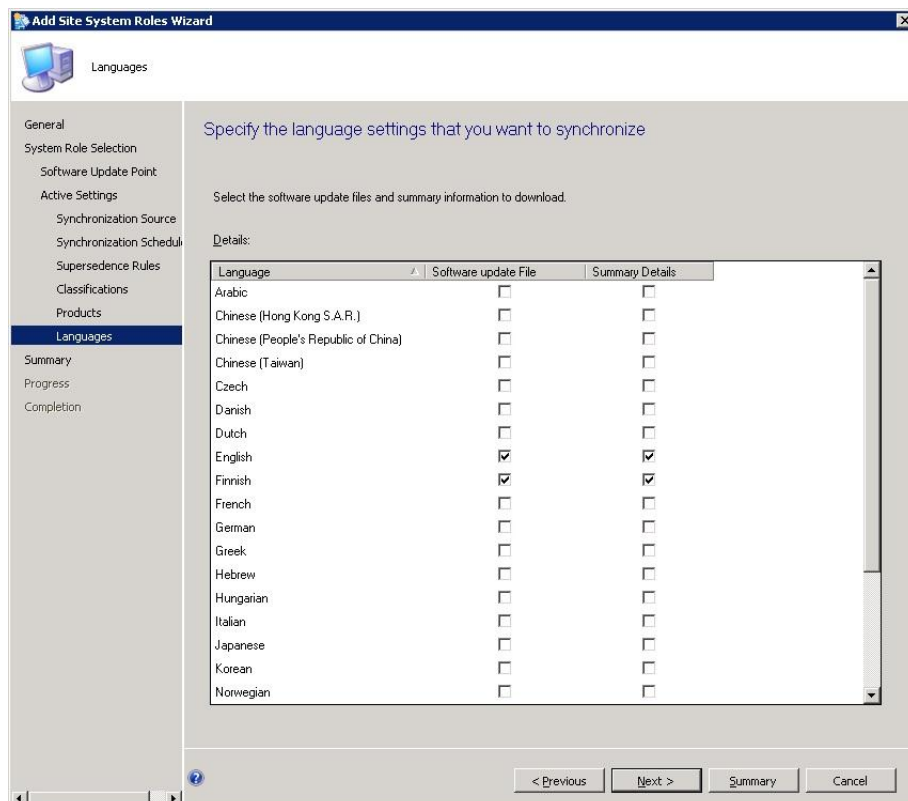 Add Site System Roles Wizard
Languages
General
System Role Selection
Software Update Point
Active Settings
Synchronization Source
Synchronization Schedul
Supersedence Rules
Classifications
Products
Languages
Summary
Progress
Completion
Specify the language settings that you want to synchronize
Select the software update files and summary information to download.
Details:
Language Software update File Summary Details
Arabic
Chinese (Hong Kong S.A.R.)
Chinese (People's Republic of China)
Chinese (Taiwan)
Czech
Danish
Dutch
English
Finnish
French
German
Greek
Hebrew
Hungarian
Italian
Japanese
Korean
Norwegian
< Previous Next > Summary Cancel